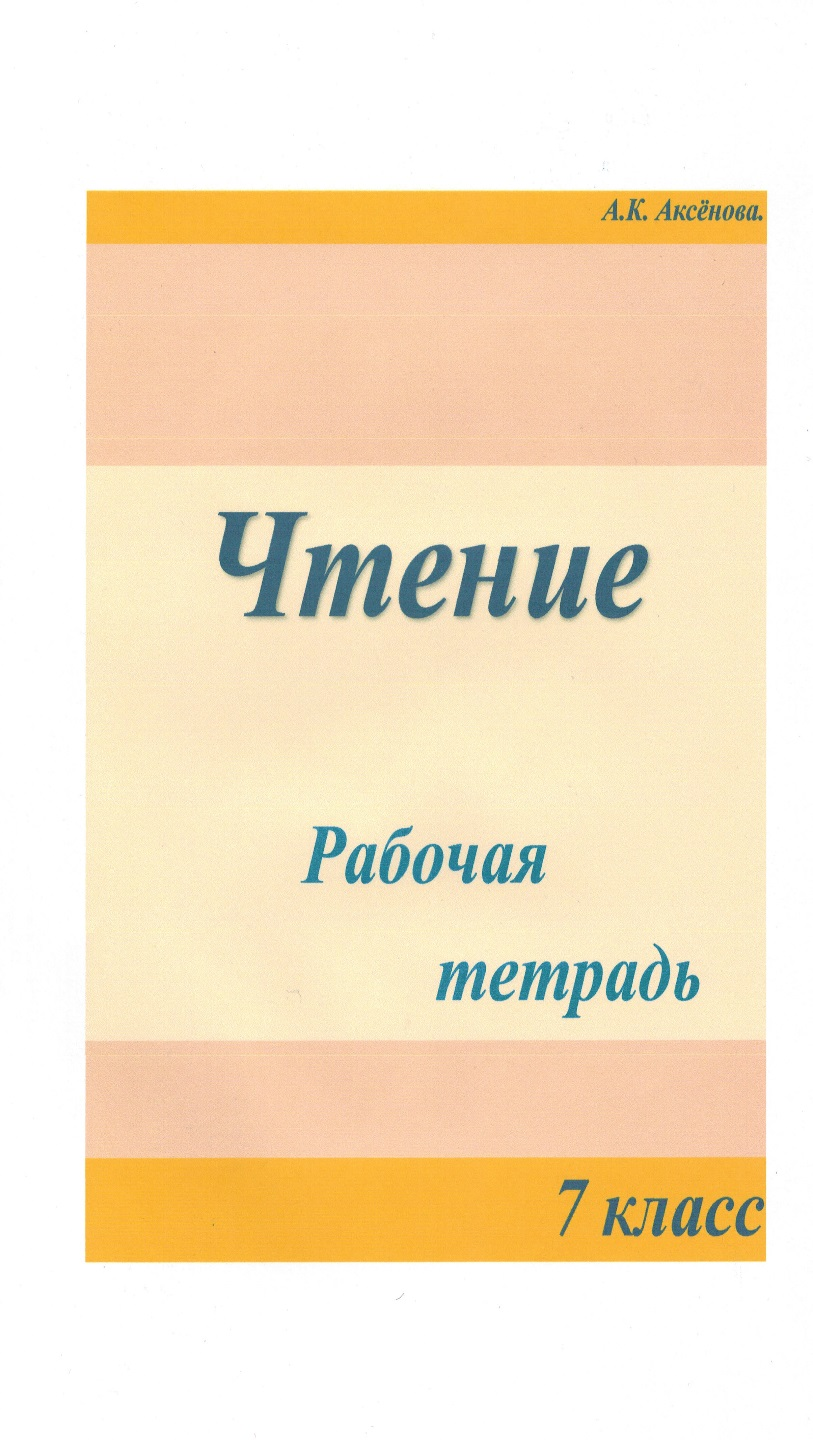 А.К. Аксёнова.
Чтение
Рабочая
тетрадь
7 класс